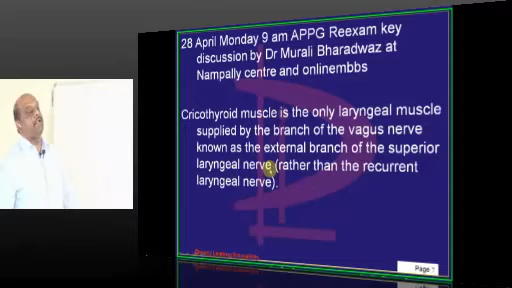 28 April Monday 9 am APPG Reexam key
discussion by Dr Murali Bharadwaz at
Nampally centre and onlinembbs
Cricothyroid muscle is the only laryngeal muscle
supplied by the branch of the vagus nerve
known as the external branch of the superior
laryngeal nerve (rather than the recurrent
laryngeal nerve).
Page